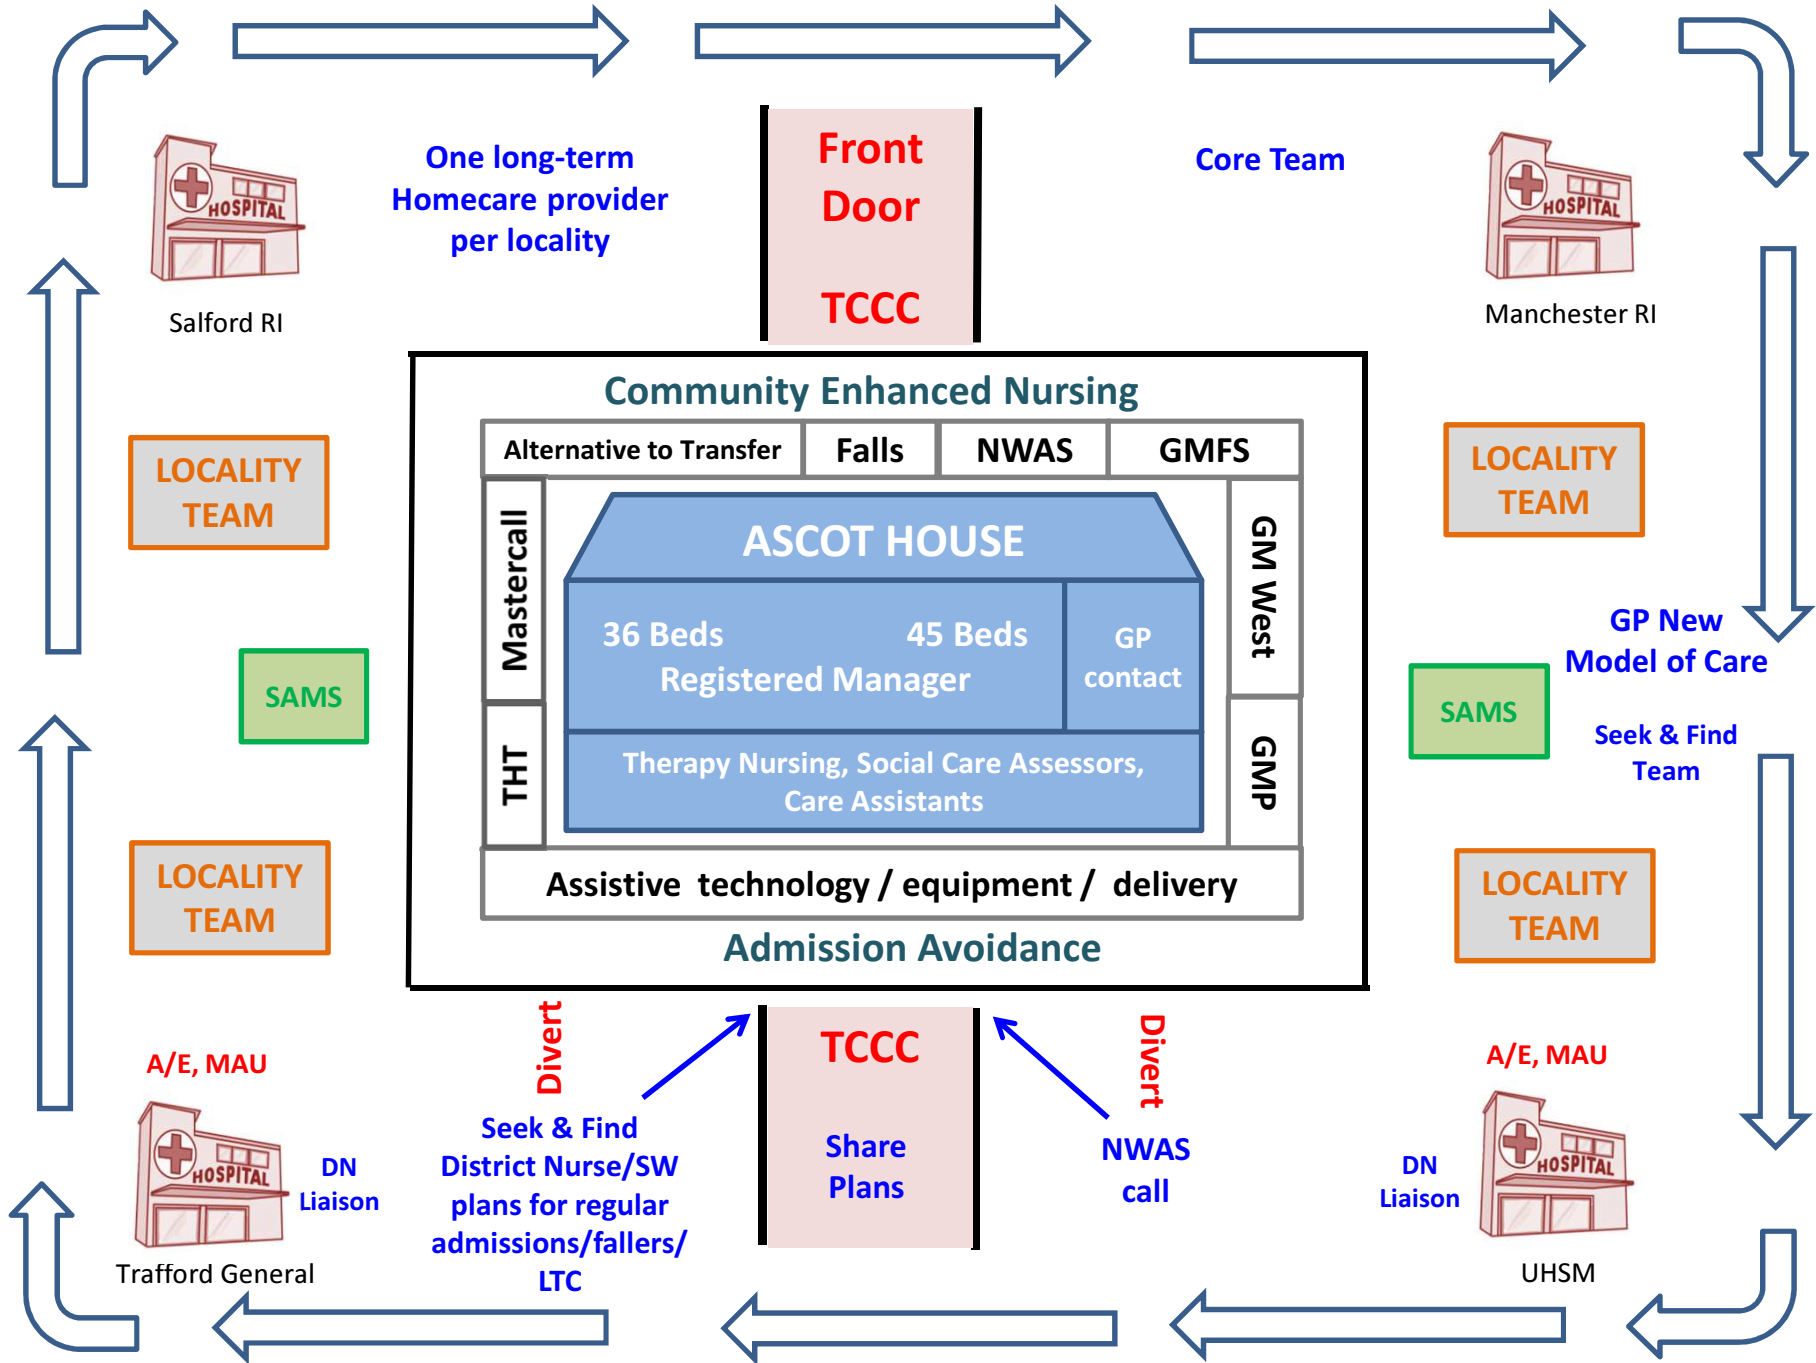 One long-term
Homecare provider
per locality
Front
Door
TCCC
Core Team
HOSPITAL
Salford RI
HOSPITAL
Manchester RI
Community Enhanced Nursing
Alternative to Transfer
Falls
NWAS
GMFS
LOCALITY
TEAM
LOCALITY
TEAM
Mastercall
THT
ASCOT HOUSE
36 Beds
45 Beds
Registered Manager
GP
contact
Therapy Nursing, Social Care Assessors,
Care Assistants
GM West
GMP
SAMS
SAMS
GP New
Model of Care
Seek & Find
Team
LOCALITY
TEAM
LOCALITY
TEAM
Assistive technology / equipment / delivery
Admission Avoidance
A/E, MAU
HOSPITAL
Trafford General
DN
Liaison
Divert
Seek & Find
District Nurse/SW
plans for regular
admissions/fallers/
LTC
TCCC
Share
Plans
Divert
NWAS
call
A/E, MAU
DN
Liaison
HOSPITAL
UHSM